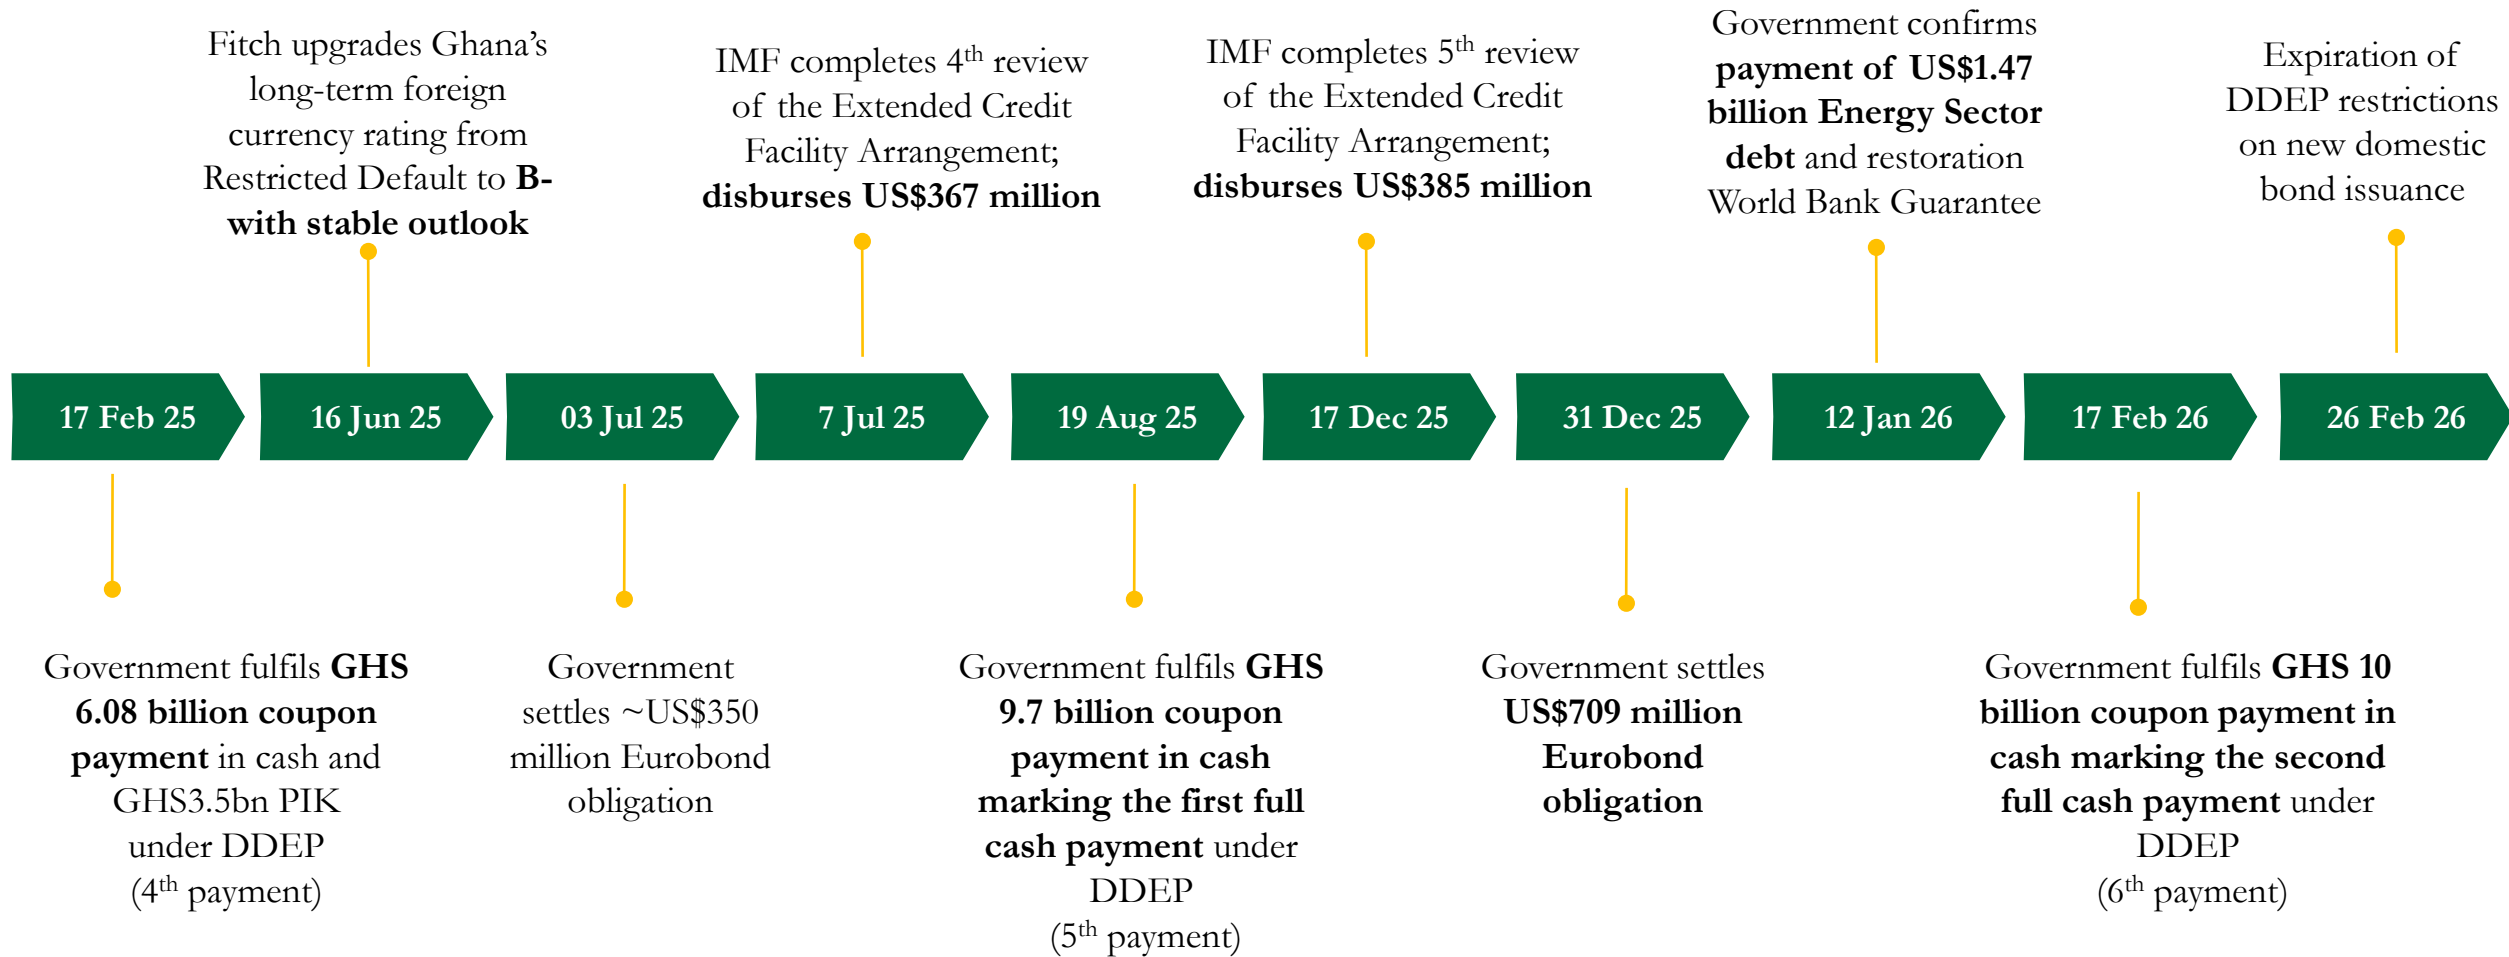 Fitch upgrades Ghana's
long-term foreign
currency rating from
Restricted Default to B-
with stable outlook
IMF completes 4th review
of the Extended Credit
Facility Arrangement;
disburses US$367 million
IMF completes 5th review
of the Extended Credit
Facility Arrangement;
disburses US$385 million
Government confirms
payment of US$1.47
billion Energy Sector
debt and restoration
World Bank Guarantee
Expiration of
DDEP restrictions
on new domestic
bond issuance
17 Feb 25
16 Jun 25
03 Jul 25
7 Jul 25
19 Aug 25
17 Dec 25
31 Dec 25
12 Jan 26
17 Feb 26
26 Feb 26
Government fulfils GHS
6.08 billion coupon
payment in cash and
GHS3.5bn PIK
under DDEP
(4th payment)
Government
settles ~US$350
million Eurobond
obligation
Government fulfils GHS
9.7 billion coupon
payment in cash
marking the first full
cash payment under
DDEP
(5th payment)
Government settles
US$709 million
Eurobond
obligation
Government fulfils GHS 10
billion coupon payment in
cash marking the second
full cash payment under
DDEP
(6th payment)